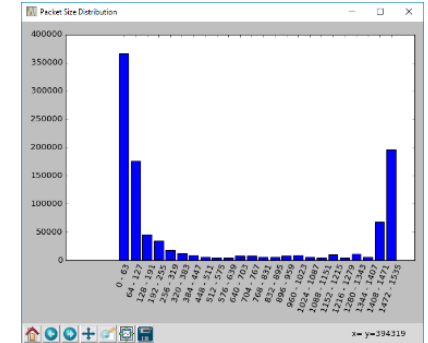 Packet Size Distribution
400000
350000
300000
250000
200000
150000
100000
50000
0
0 - 63
64 - 127
128 - 191
192 - 255
256 - 319
320 - 383
384 - 447
448 - 511
512 - 575
576 - 639
640 - 703
704 - 767
768 - 831
832 - 895
896 - 959
960 - 1023
1024 - 1087
1088 - 1151
1152 - 1215
1216 - 1279
1280 - 1343
1344 - 1407
1408 - 1471
1472 - 1535
x= y=394319